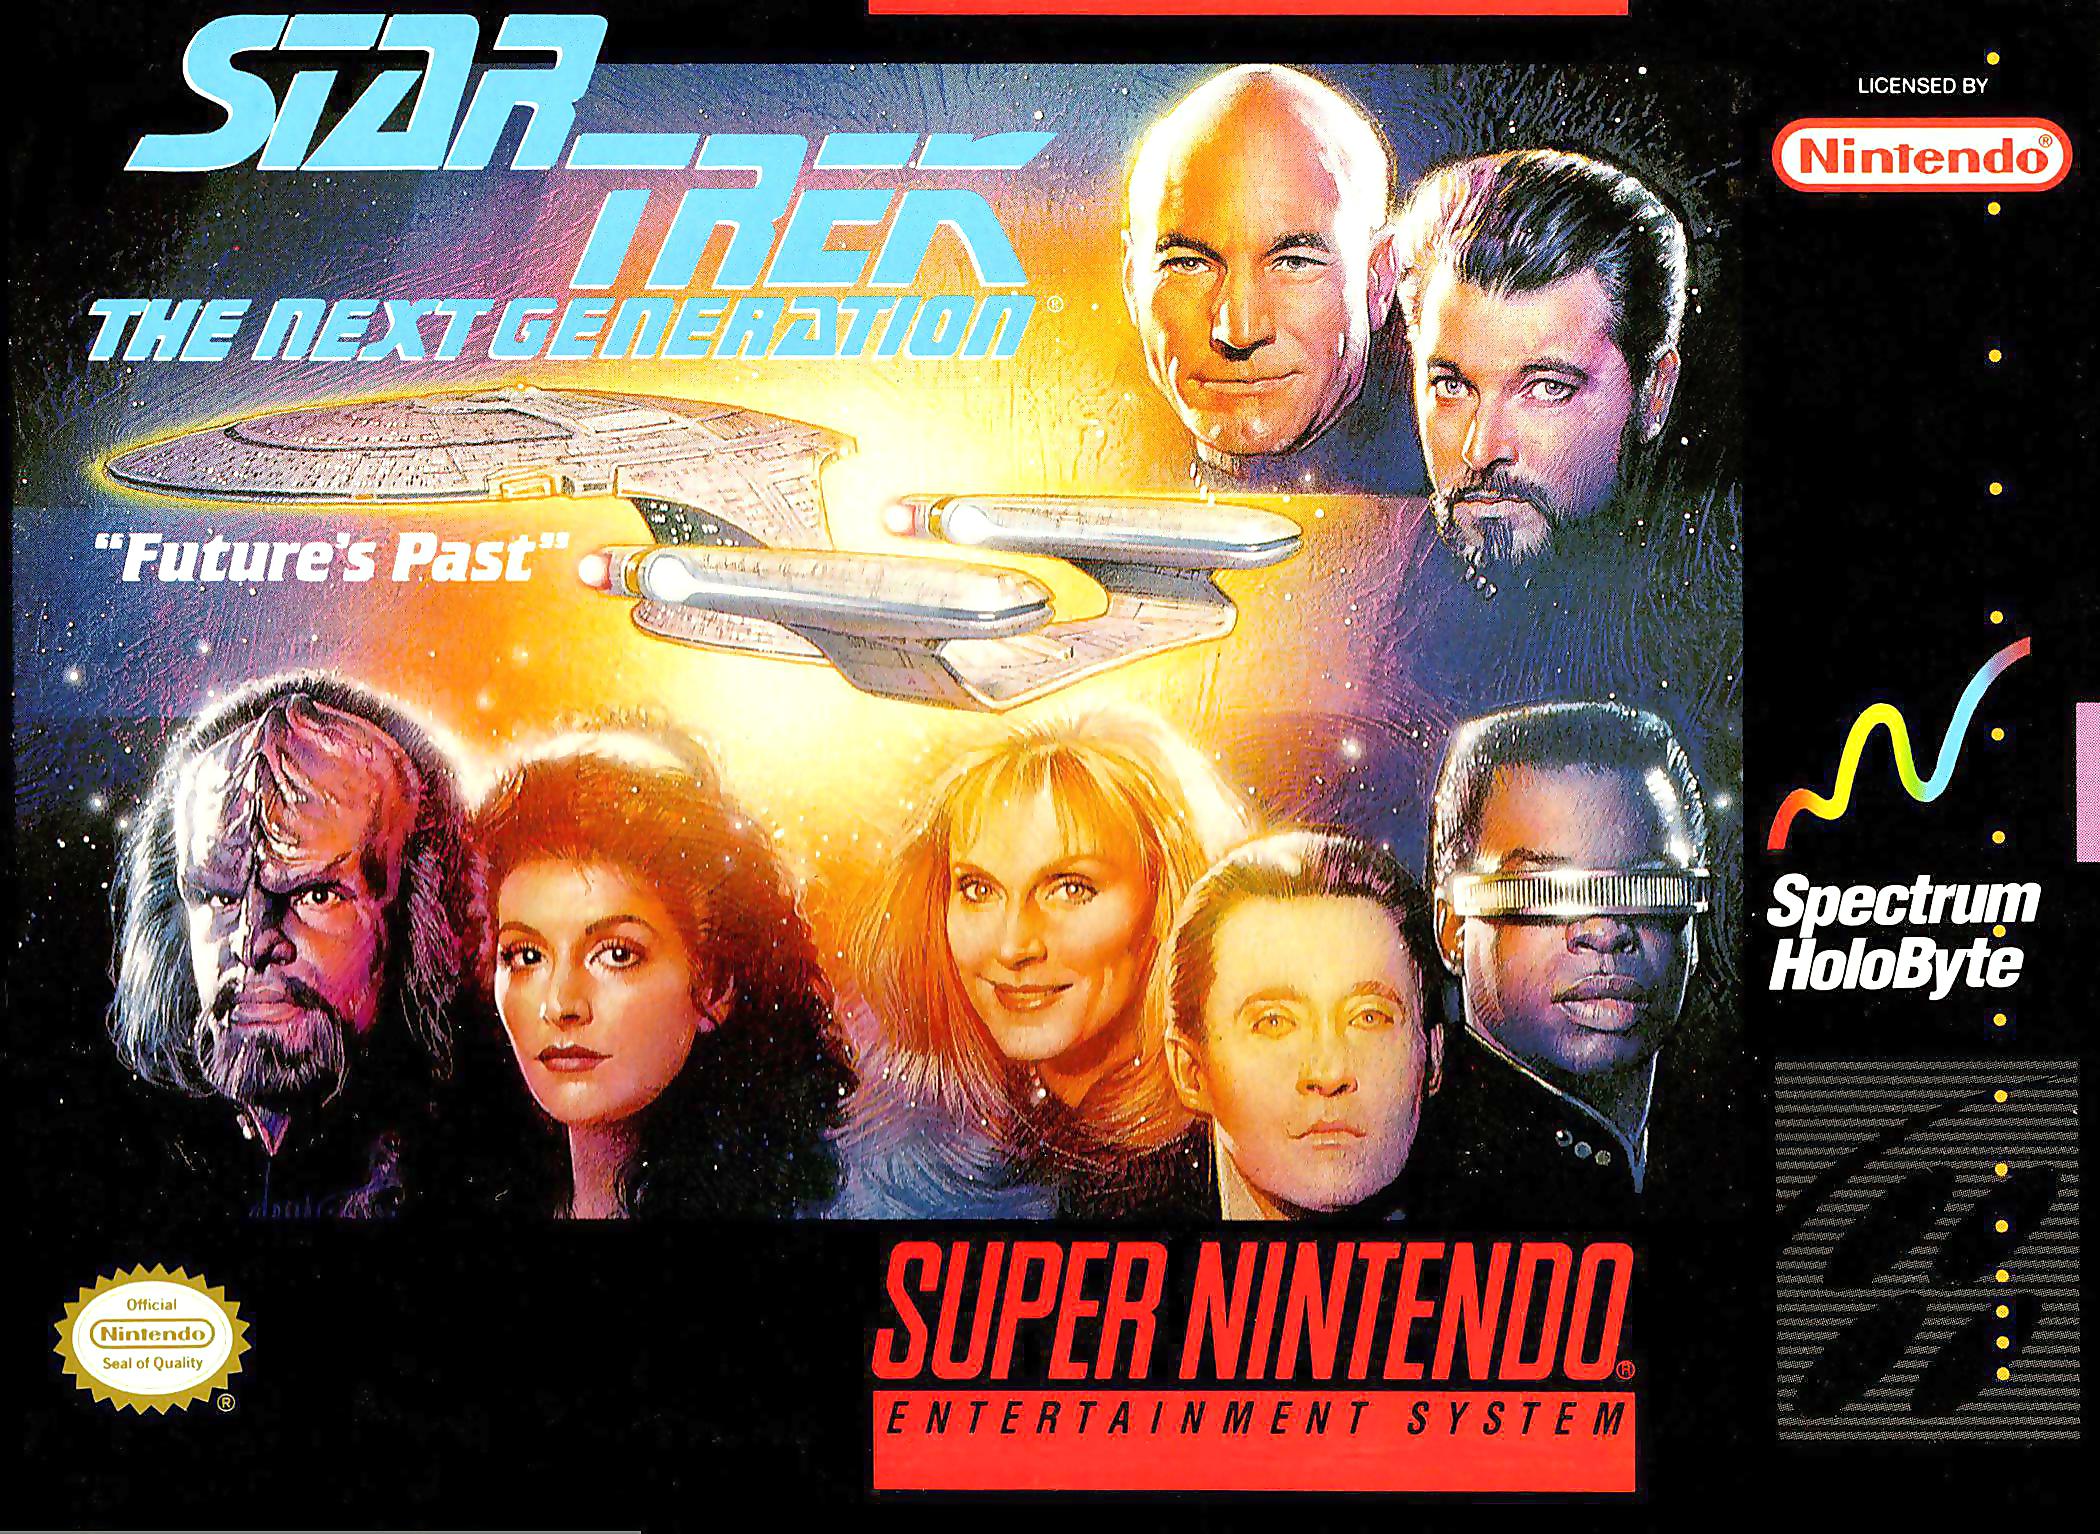 STAR
TREK
THE NEXT GENERATION®
"Future's Past"
LICENSED BY
Nintendo®
Spectrum
HoloByte
Official
Nintendo
Seal of Quality
®
SUPER NINTENDO®
ENTERTAINMENT SYSTEM